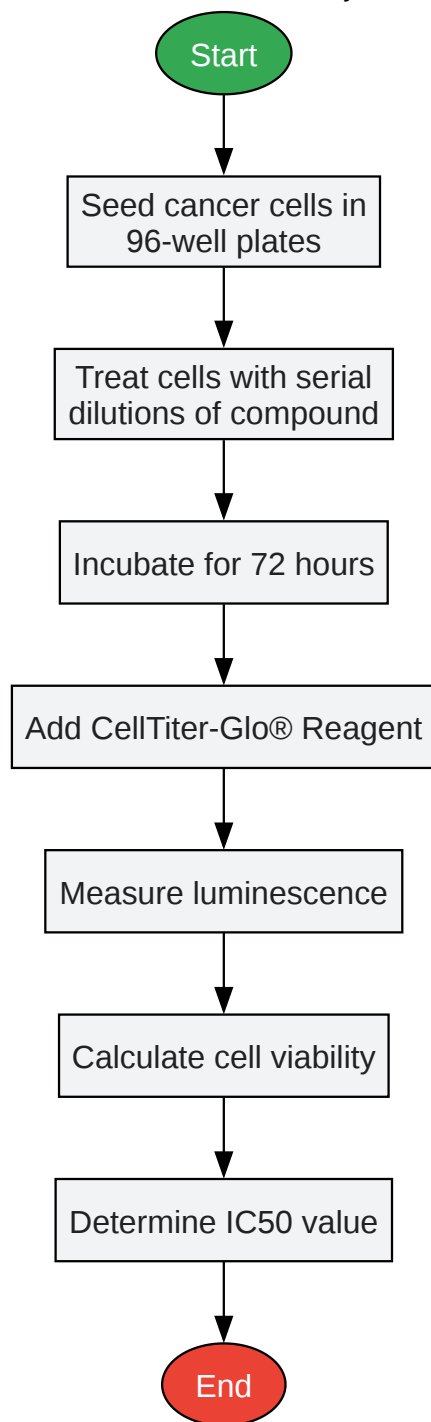 Start
Seed cancer cells in
96-well plates
Treat cells with serial
dilutions of compound
Incubate for 72 hours
Add CellTiter-Glo® Reagent
Measure luminescence
Calculate cell viability
Determine IC50 value
End